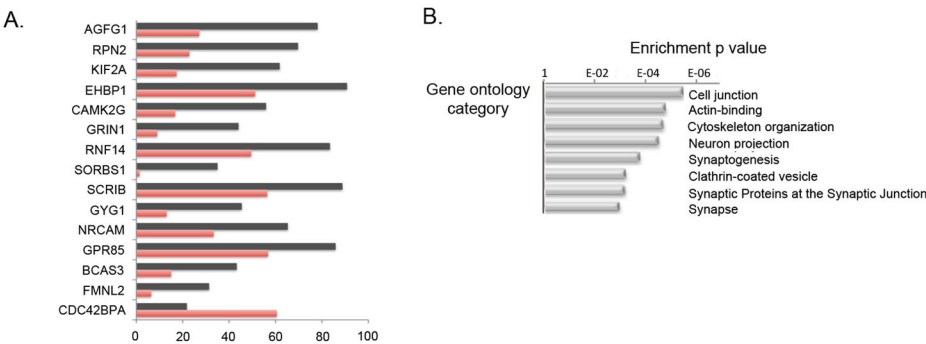 A.
AGFG1
RPN2
KIF2A
EHBP1
CAMK2G
GRIN1
RNF14
SORBS1
SCRIB
GYG1
NRCAM
GPR85
BCAS3
FMNL2
CDC42BPA
0 20 40 60 80 100
B.
Enrichment p value
1 E-02 E-04 E-06
Gene ontology
category
Cell junction
Actin-binding
Cytoskeleton organization
Neuron projection
Synaptogenesis
Clathrin-coated vesicle
Synaptic Proteins at the Synaptic Junction
Synapse